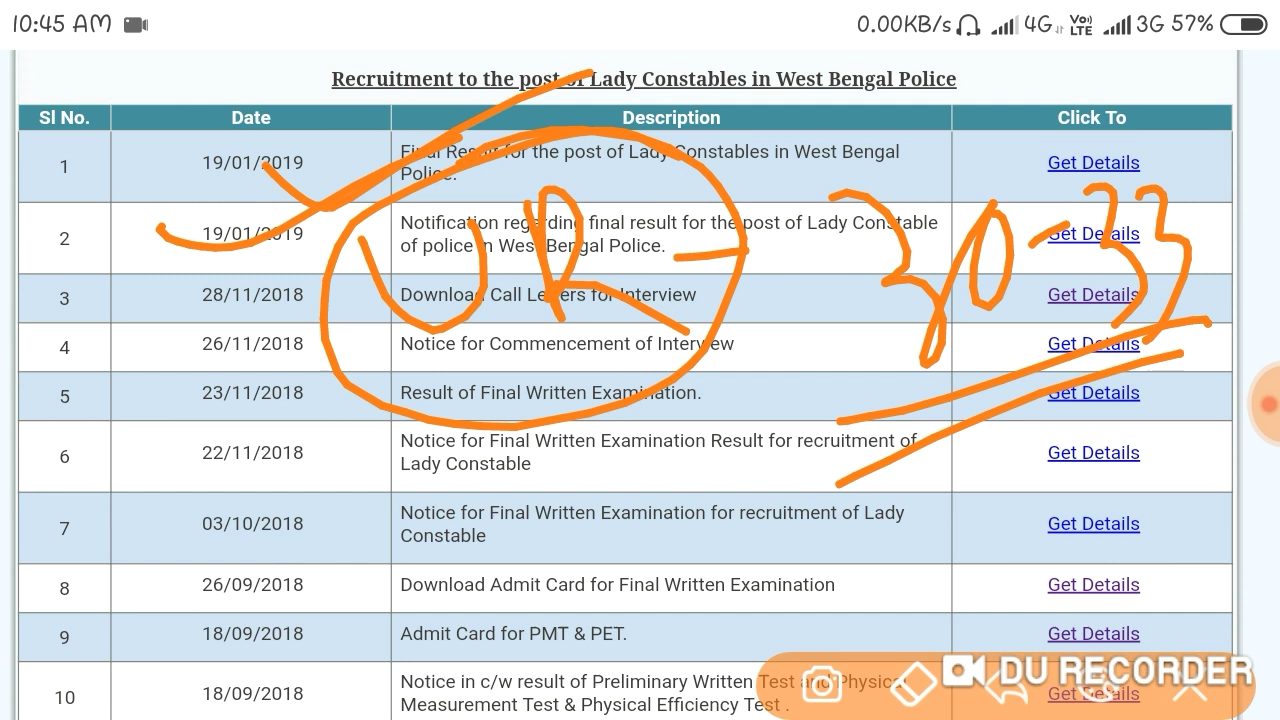 10:45 AM 0.00KB/s 4G VoLTE 3G 57%
Recruitment to the post of Lady Constables in West Bengal Police
Sl No. Date Description Click To
1 19/01/2019 Final Result for the post of Lady Constables in West Bengal Police. Get Details
2 19/01/2019 Notification regarding final result for the post of Lady Constable of police in West Bengal Police. Get Details
3 28/11/2018 Download Call Letters for Interview Get Details
4 26/11/2018 Notice for Commencement of Interview Get Details
5 23/11/2018 Result of Final Written Examination. Get Details
6 22/11/2018 Notice for Final Written Examination Result for recruitment of Lady Constable Get Details
7 03/10/2018 Notice for Final Written Examination for recruitment of Lady Constable Get Details
8 26/09/2018 Download Admit Card for Final Written Examination Get Details
9 18/09/2018 Admit Card for PMT & PET. Get Details
10 18/09/2018 Notice in c/w result of Preliminary Written Test and Physical Measurement Test & Physical Efficiency Test . Get Details
UR - 30-33
DU RECORDER